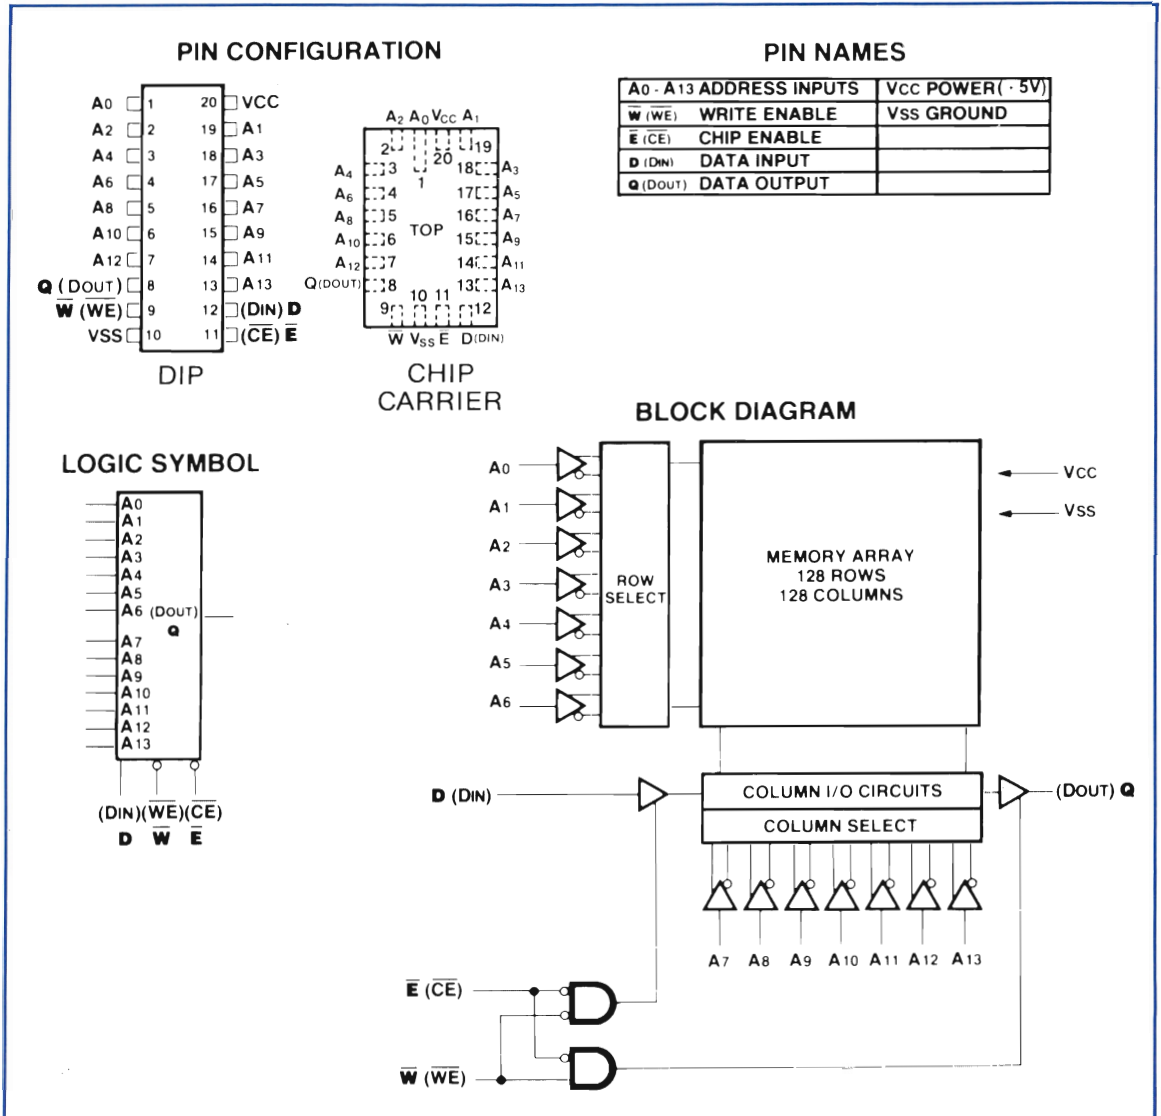 PIN CONFIGURATION
A0 1 20 VCC
A2 2 19 A1
A4 3 18 A3
A6 4 17 A5
A8 5 16 A7
A10 6 15 A9
A12 7 14 A11
Q (DOUT) 8 13 A13
W̅ (W̅E̅) 9 12 (DIN) D
VSS 10 11 (C̅E̅) E̅
DIP
A2 A0 VCC A1
2 1 20 19
A4 3 18 A3
A6 4 17 A5
A8 5 16 A7
TOP
A10 6 15 A9
A12 7 14 A11
Q(DOUT) 8 13 A13
9 10 11 12
W̅ VSS E̅ D(DIN)
CHIP
CARRIER
PIN NAMES
A0 - A13 ADDRESS INPUTS VCC POWER( · 5V)
W̅ (W̅E̅) WRITE ENABLE VSS GROUND
E̅ (C̅E̅) CHIP ENABLE
D (DIN) DATA INPUT
Q (DOUT) DATA OUTPUT
LOGIC SYMBOL
A0
A1
A2
A3
A4
A5
A6 (DOUT)
Q
A7
A8
A9
A10
A11
A12
A13
(DIN)(W̅E̅)(C̅E̅)
D W̅ E̅
BLOCK DIAGRAM
A0
A1
A2
A3
A4
A5
A6
ROW
SELECT
MEMORY ARRAY
128 ROWS
128 COLUMNS
VCC
VSS
D (DIN)
COLUMN I/O CIRCUITS
COLUMN SELECT
(DOUT) Q
A7 A8 A9 A10 A11 A12 A13
E̅ (C̅E̅)
W̅ (W̅E̅)